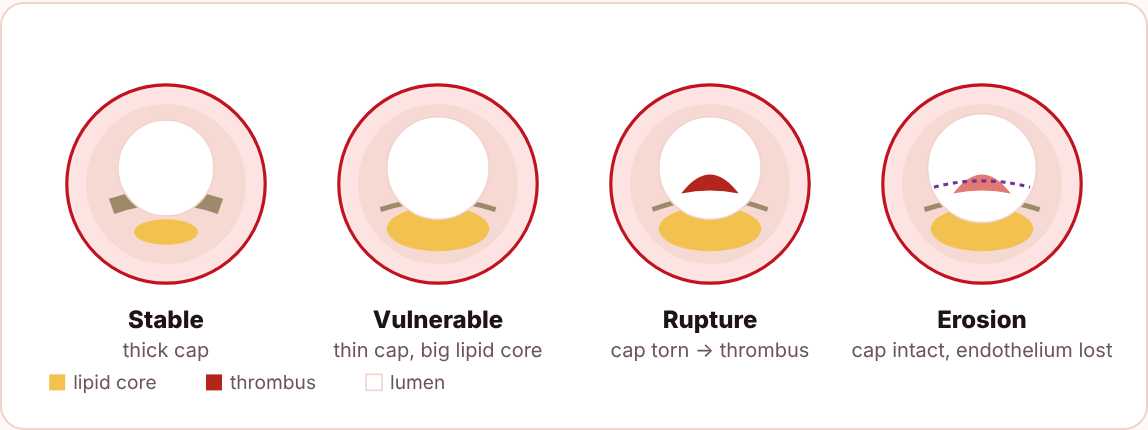 Stable
thick cap
Vulnerable
thin cap, big lipid core
Rupture
cap torn → thrombus
Erosion
cap intact, endothelium lost
lipid core
thrombus
lumen